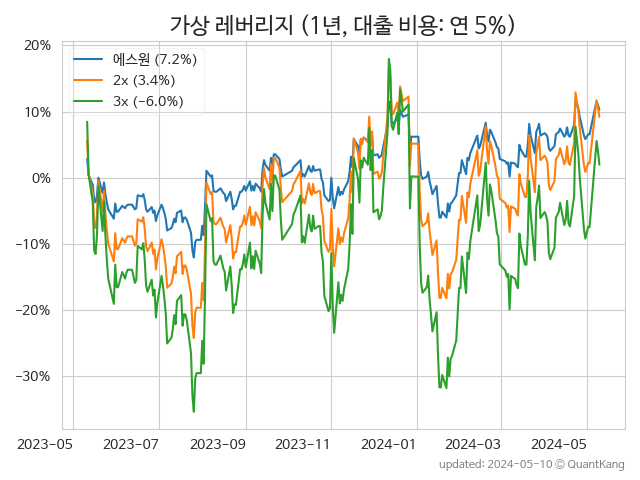 가상 레버리지 (1년, 대출 비용: 연 5%)
20%
10%
0%
−10%
−20%
−30%
에스원 (7.2%)
2x (3.4%)
3x (−6.0%)
2023-05 2023-07 2023-09 2023-11 2024-01 2024-03 2024-05
updated: 2024-05-10 © QuantKang